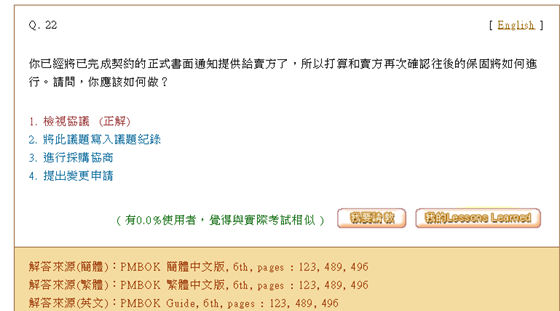 Q. 22 [ English ]
你已經將已完成契約的正式書面通知提供給賣方了，所以打算和賣方再次確認往後的保固將如何進
行。請問，你應該如何做？
1. 檢視協議 (正解)
2. 將此議題寫入議題紀錄
3. 進行採購協商
4. 提出變更申請
( 有0.0%使用者，覺得與實際考試相似 ) 我要請教 我的Lessons Learned
解答來源(簡體)：PMBOK 簡體中文版, 6th, pages : 123, 489, 496
解答來源(繁體)：PMBOK 繁體中文版, 6th, pages : 123, 489, 496
解答來源(英文)：PMBOK Guide, 6th, pages : 123, 489, 496